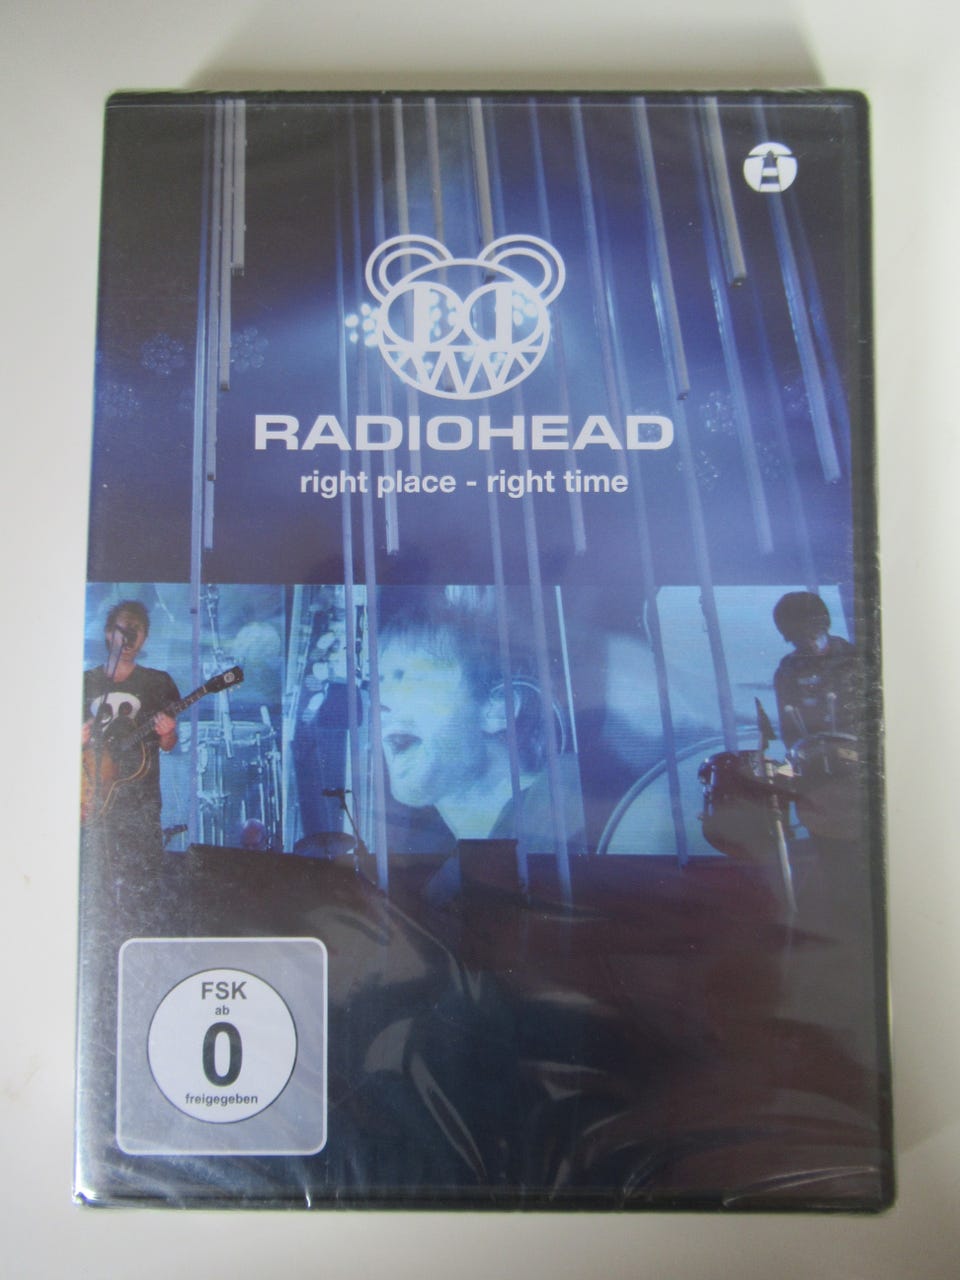 RADIOHEAD
right place - right time
FSK
ab
0
freigegeben